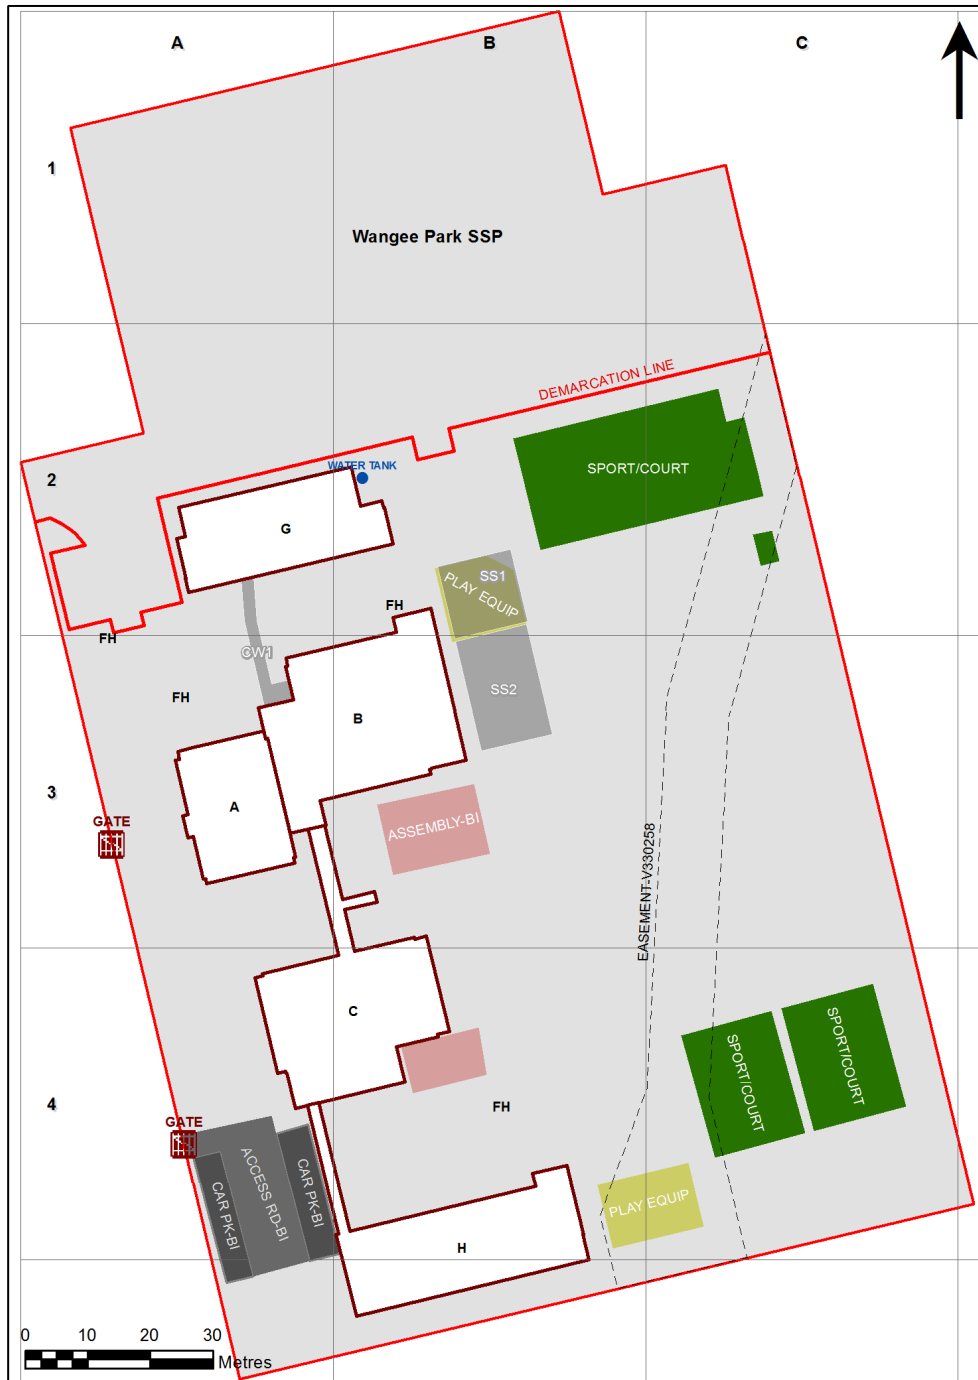 A
B
C
1
Wangee Park SSP
DEMARCATION LINE
WATER TANK
SPORT/COURT
2
G
SS1
PLAY EQUIP
FH
FH
CW1
SS2
FH
B
3
A
GATE
ASSEMBLY-BI
EASEMENT-V330258
C
SPORT/COURT
SPORT/COURT
4
FH
GATE
ACCESS RD-BI
CAR PK-BI
CAR PK-BI
PLAY EQUIP
H
0 10 20 30
Metres